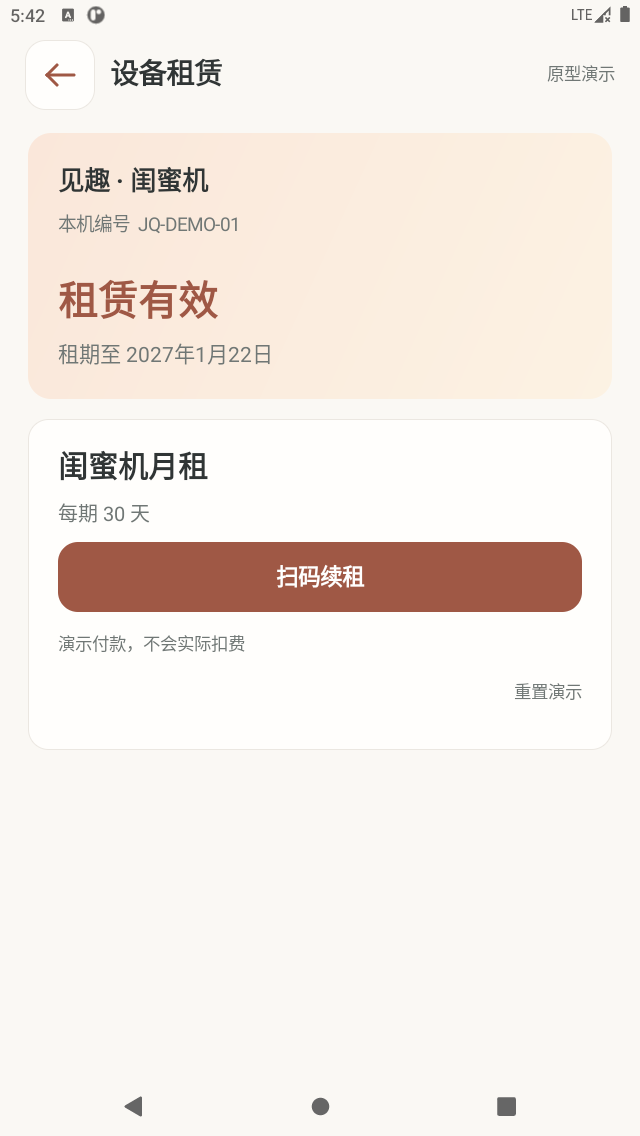 5:42
LTE
设备租赁
原型演示
见趣 · 闺蜜机
本机编号 JQ-DEMO-01
租赁有效
租期至 2027年1月22日
闺蜜机月租
每期 30 天
扫码续租
演示付款，不会实际扣费
重置演示